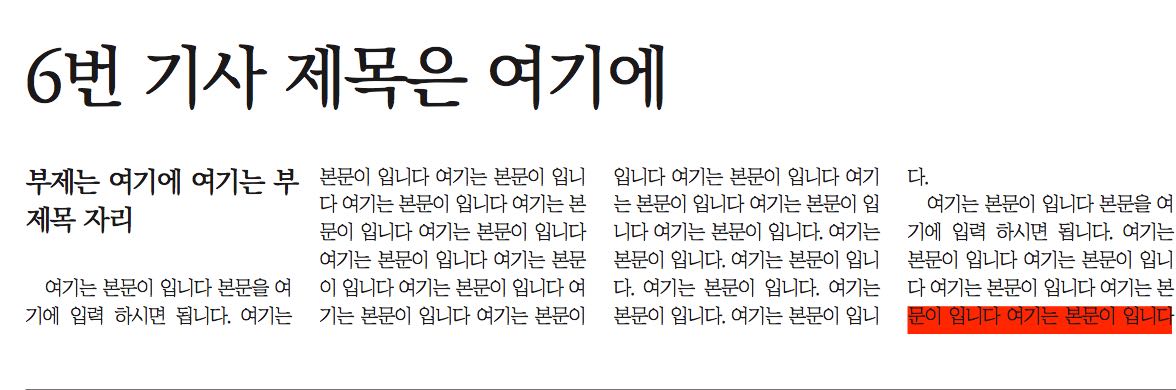 6번 기사 제목은 여기에
부제는 여기에 여기는 부
제목 자리
여기는 본문이 입니다 본문을 여
기에 입력 하시면 됩니다. 여기는
본문이 입니다 여기는 본문이 입니
다 여기는 본문이 입니다 여기는 본
문이 입니다 여기는 본문이 입니다
여기는 본문이 입니다 여기는 본문
이 입니다 여기는 본문이 입니다 여
기는 본문이 입니다 여기는 본문이
입니다 여기는 본문이 입니다 여기
는 본문이 입니다 여기는 본문이 입
니다 여기는 본문이 입니다. 여기는
본문이 입니다. 여기는 본문이 입니
다. 여기는 본문이 입니다. 여기는
본문이 입니다. 여기는 본문이 입니
다.
여기는 본문이 입니다 본문을 여
기에 입력 하시면 됩니다. 여기는
본문이 입니다 여기는 본문이 입니
다 여기는 본문이 입니다 여기는 본
문이 입니다 여기는 본문이 입니다